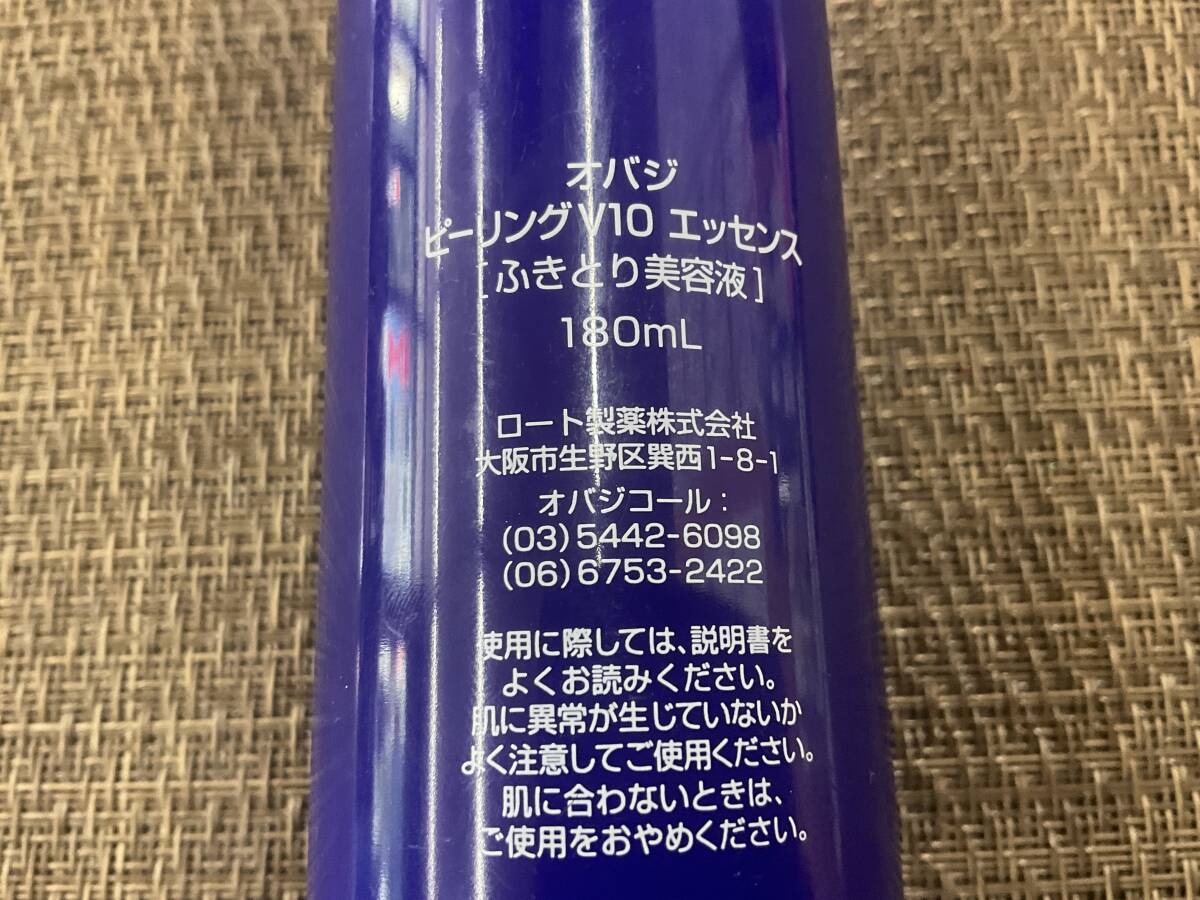 オバジ
ピーリングV10 エッセンス
[ふきとり美容液]
180mL
ロート製薬株式会社
大阪市生野区巽西1-8-1
オバジコール:
(03)5442-6098
(06)6753-2422
使用に際しては、説明書を
よくお読みください。
肌に異常が生じていないか
よく注意してご使用ください。
肌に合わないときは、
ご使用をおやめください。